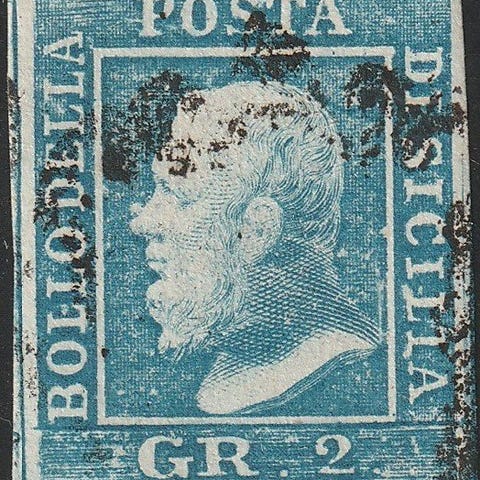 BOLLO DELLA
POSTA
DI SICILIA
GR. 2